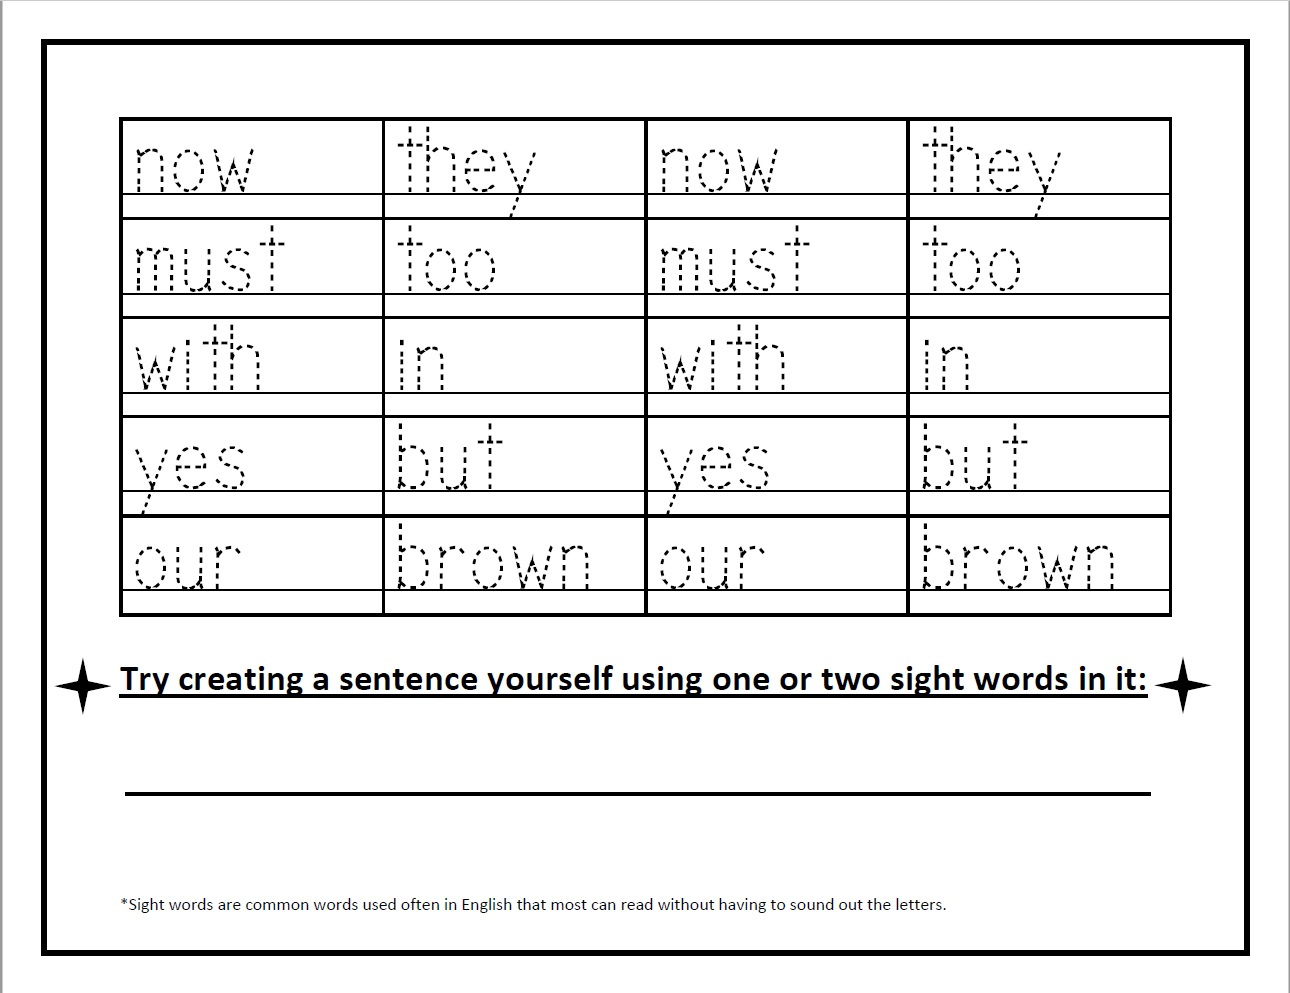 now they now they
must too must too
with in with in
yes but yes but
our brown our brown
Try creating a sentence yourself using one or two sight words in it:
*Sight words are common words used often in English that most can read without having to sound out the letters.